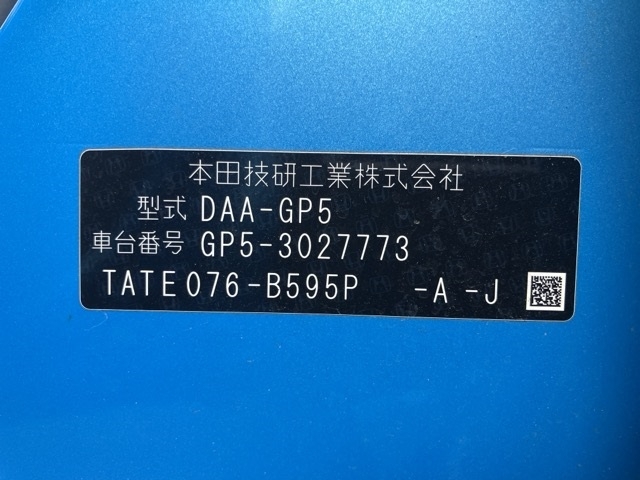 本田技研工業株式会社
型式 DAA-GP5
車台番号 GP5-3027773
TATE076-B595P -A -J